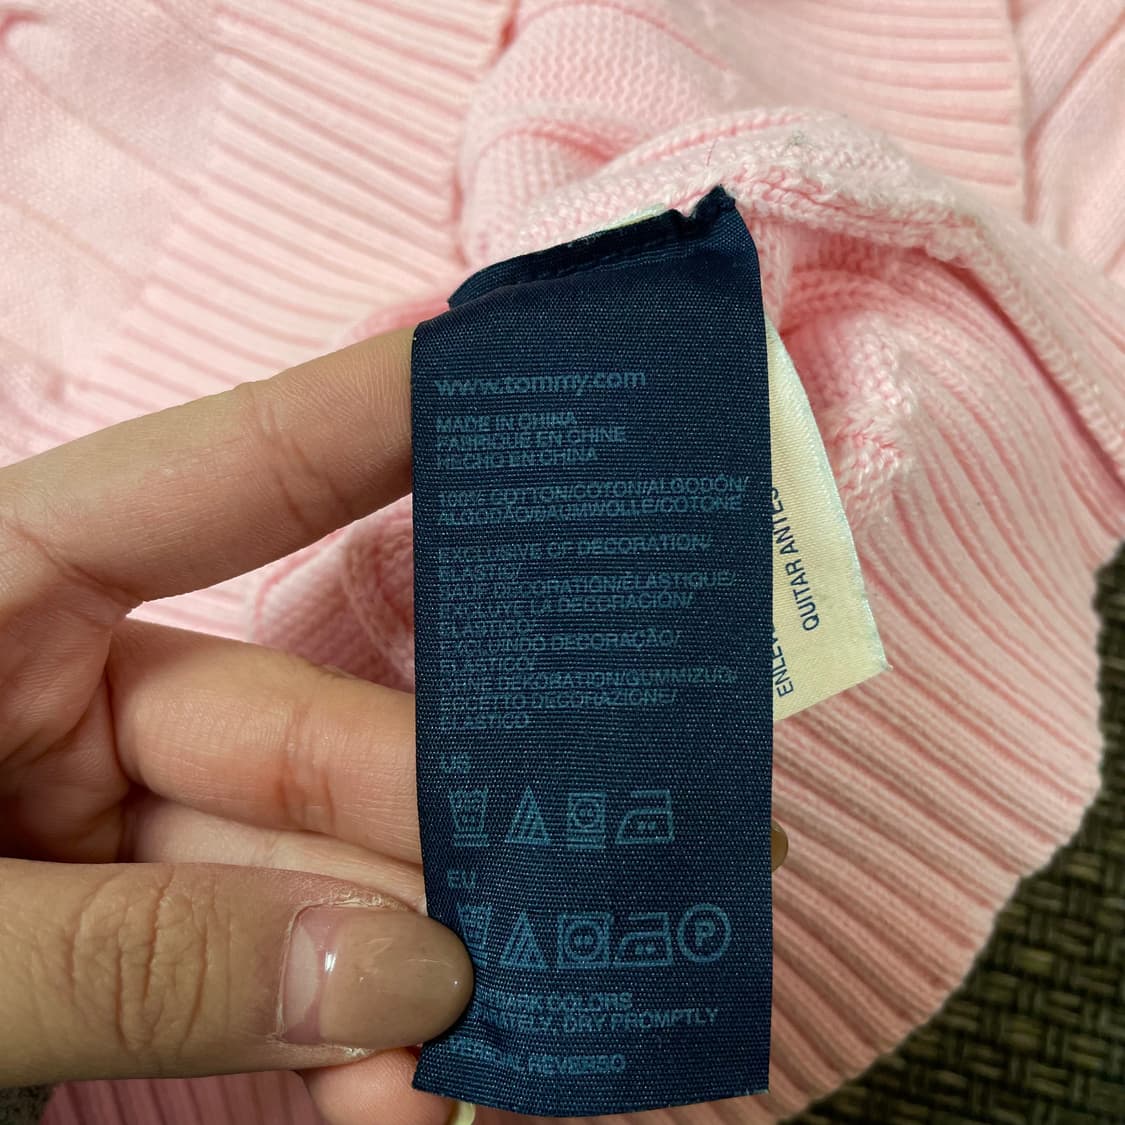 www.tommy.com
MADE IN CHINA
FABRIQUE EN CHINE
HECHO EN CHINA
100% COTTON/COTON/ALGODÓN/
ALGODÃO/BAUMWOLLE/COTONE
EXCLUSIVE OF DECORATION/
ELASTIC/
SAUF DÉCORATION/ÉLASTIQUE/
EXCLUYE LA DECORACIÓN/
ELÁSTICO/
EXCLUINDO DECORAÇÃO/
ELÁSTICO/
OHNE DEKORATION/GUMMIZUG/
ECCETTO DECORAZIONE/
ELASTICO
US
EU
P
COLORS
DRY PROMPTLY
QUITAR ANTES